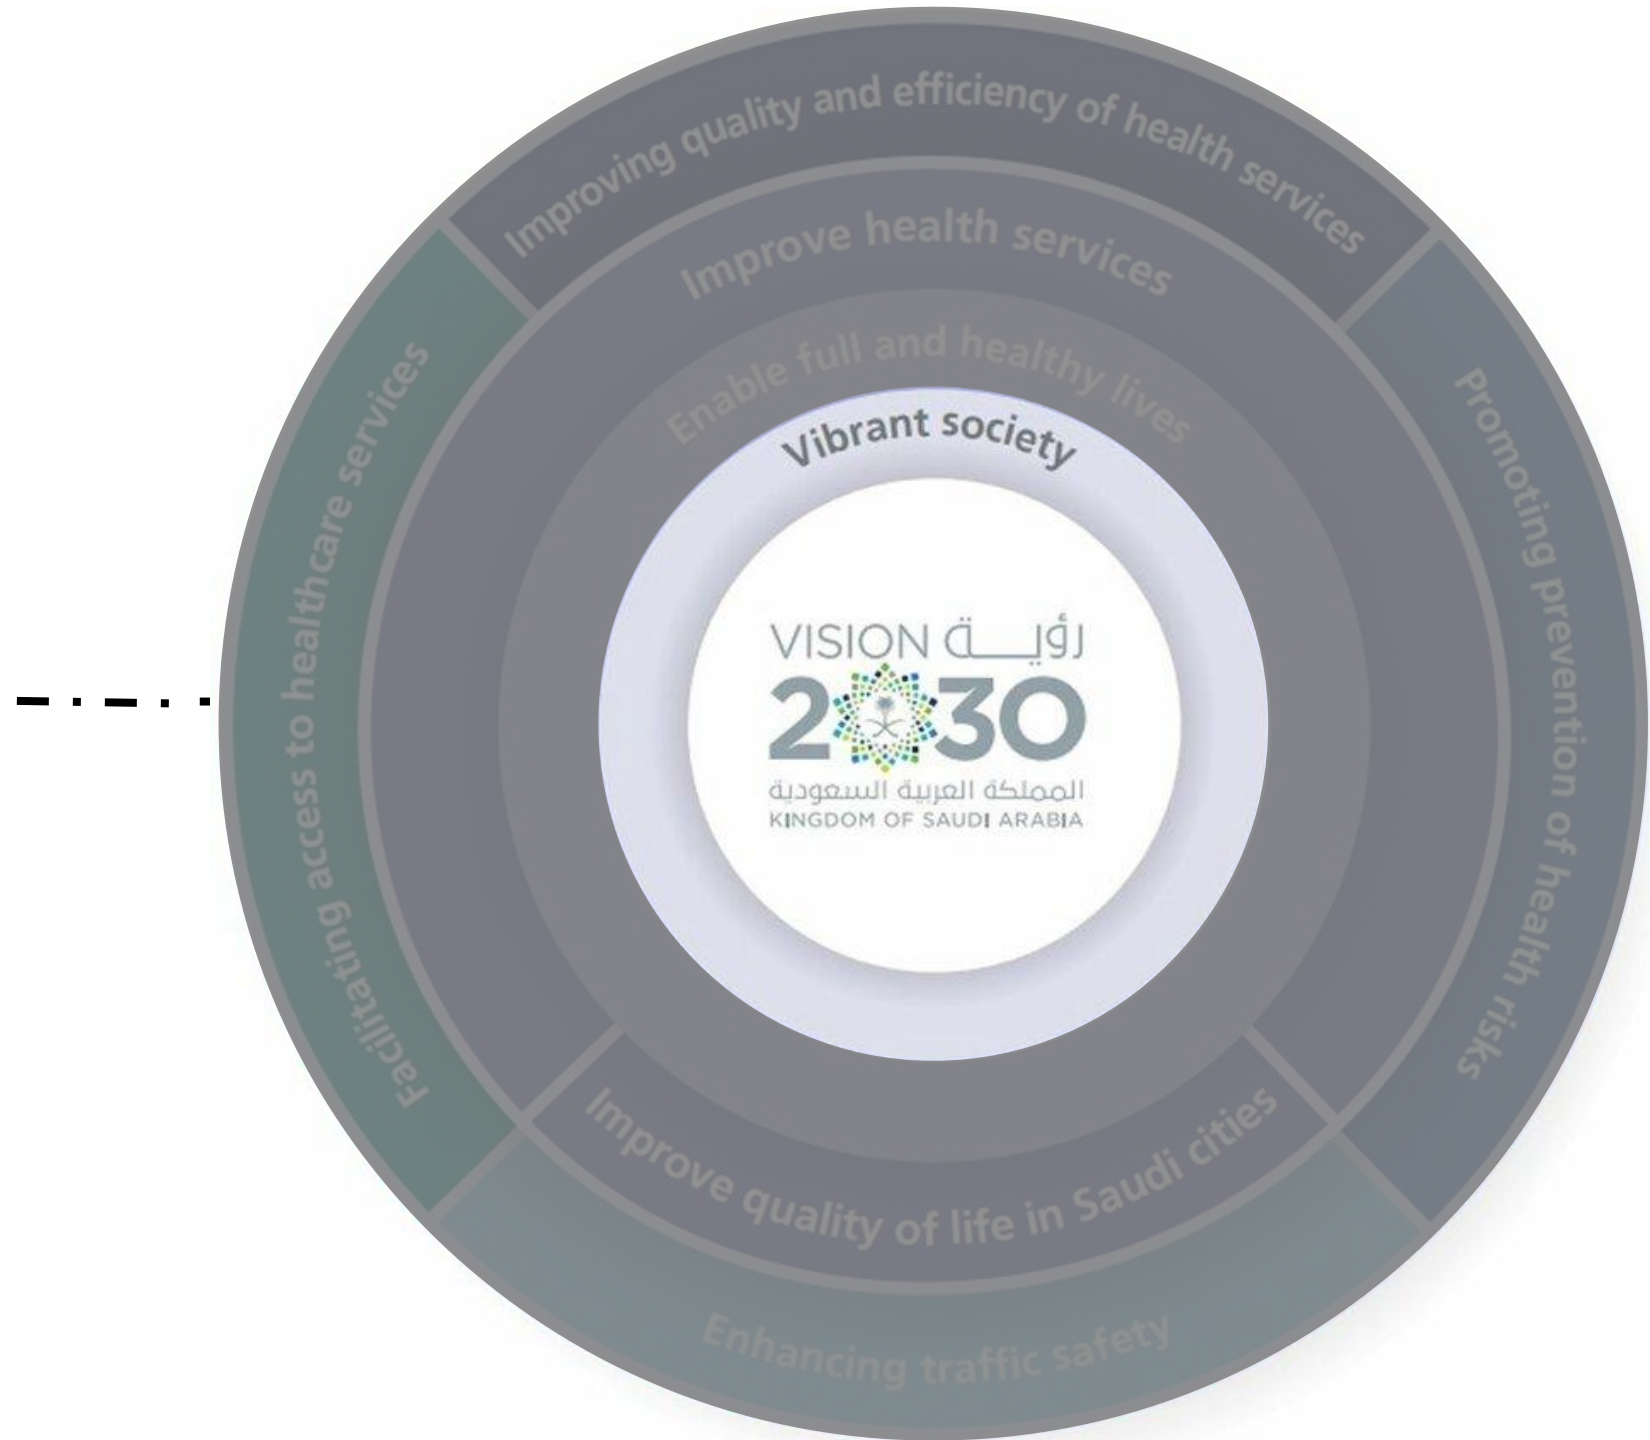 Improving quality and efficiency of health services
Improve health services
Enable full and healthy lives
Vibrant society
Facilitating access to healthcare services
Promoting prevention of health risks
VISION رؤيــــة
2030
المملكة العربية السعودية
KINGDOM OF SAUDI ARABIA
Improve quality of life in Saudi cities
Enhancing traffic safety